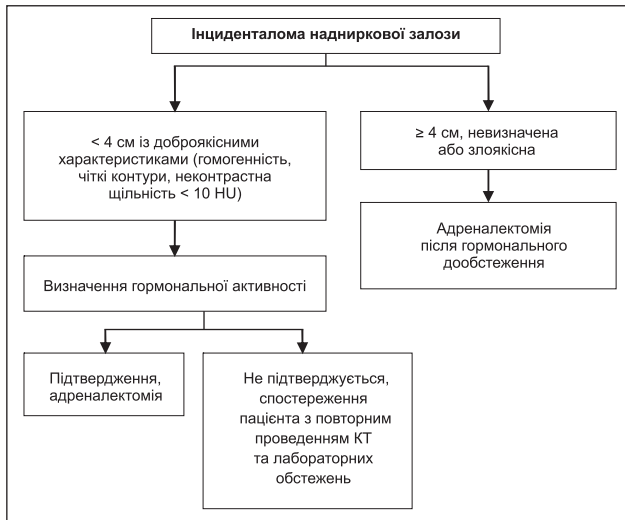 Інциденталома надниркової залози
< 4 см із доброякісними
характеристиками (гомогенність,
чіткі контури, неконтрастна
щільність < 10 HU)
≥ 4 см, невизначена
або злоякісна
Адреналектомія
після гормонального
дообстеження
Визначення гормональної активності
Підтвердження,
адреналектомія
Не підтверджується,
спостереження
пацієнта з повторним
проведенням КТ
та лабораторних
обстежень